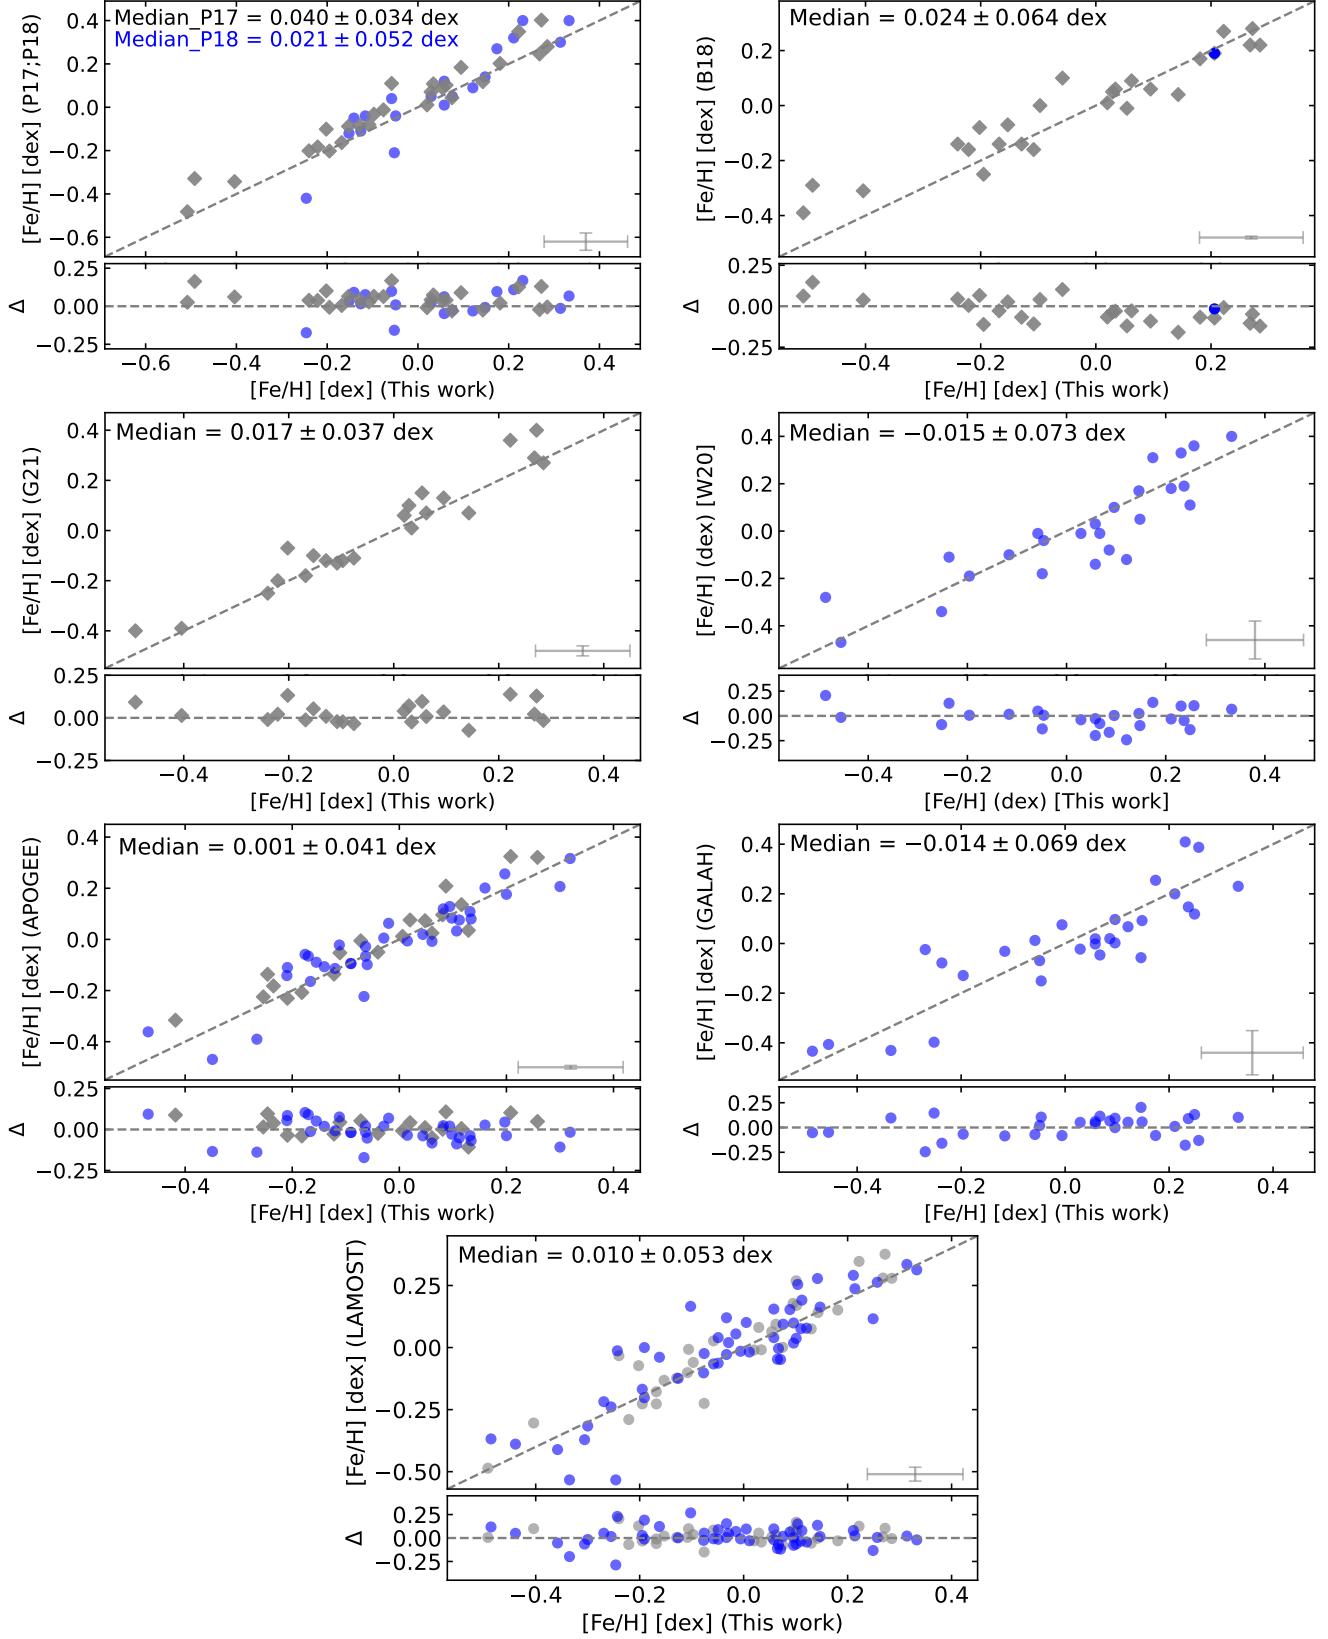 Median_P17 = 0.040 ± 0.034 dex
Median_P18 = 0.021 ± 0.052 dex
[Fe/H] [dex] (P17;P18)
0.4
0.2
0.0
−0.2
−0.4
−0.6
Δ
0.25
0.00
−0.25
−0.6 −0.4 −0.2 0.0 0.2 0.4
[Fe/H] [dex] (This work)
Median = 0.024 ± 0.064 dex
[Fe/H] [dex] (B18)
0.2
0.0
−0.2
−0.4
Δ
0.25
0.00
−0.25
−0.4 −0.2 0.0 0.2
[Fe/H] [dex] (This work)
Median = 0.017 ± 0.037 dex
[Fe/H] [dex] (G21)
0.4
0.2
0.0
−0.2
−0.4
Δ
0.25
0.00
−0.25
−0.4 −0.2 0.0 0.2 0.4
[Fe/H] [dex] (This work)
Median = −0.015 ± 0.073 dex
[Fe/H] (dex) [W20]
0.4
0.2
0.0
−0.2
−0.4
Δ
0.25
0.00
−0.25
−0.4 −0.2 0.0 0.2 0.4
[Fe/H] (dex) [This work]
Median = 0.001 ± 0.041 dex
[Fe/H] [dex] (APOGEE)
0.4
0.2
0.0
−0.2
−0.4
Δ
0.25
0.00
−0.25
−0.4 −0.2 0.0 0.2 0.4
[Fe/H] [dex] (This work)
Median = −0.014 ± 0.069 dex
[Fe/H] [dex] (GALAH)
0.4
0.2
0.0
−0.2
−0.4
Δ
0.25
0.00
−0.25
−0.4 −0.2 0.0 0.2 0.4
[Fe/H] [dex] (This work)
Median = 0.010 ± 0.053 dex
[Fe/H] [dex] (LAMOST)
0.25
0.00
−0.25
−0.50
Δ
0.25
0.00
−0.25
−0.4 −0.2 0.0 0.2 0.4
[Fe/H] [dex] (This work)